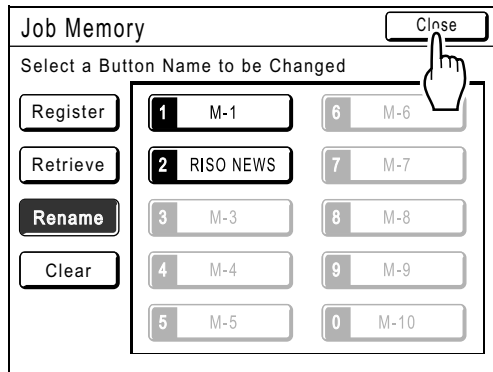 Job Memory
Close
Select a Button Name to be Changed
Register
1 M-1
6 M-6
Retrieve
2 RISO NEWS
7 M-7
Rename
3 M-3
8 M-8
Clear
4 M-4
9 M-9
5 M-5
0 M-10